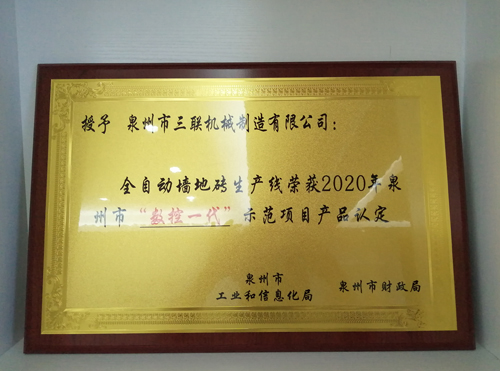 授予 泉州市三联机械制造有限公司：
全自动墙地砖生产线荣获2020年泉
州市“数控一代”示范项目产品认定
泉州市
工业和信息化局 泉州市财政局